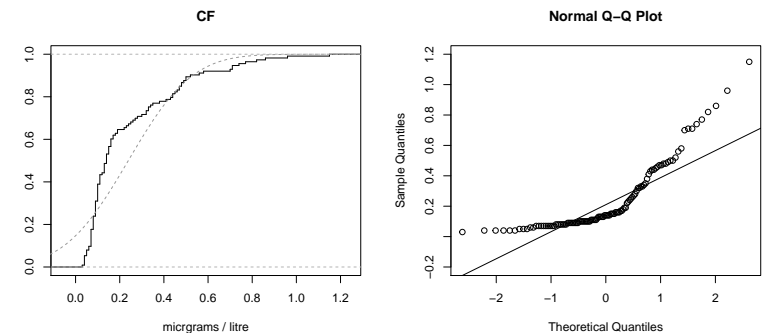 CF
0.0 0.2 0.4 0.6 0.8 1.0
0.0 0.2 0.4 0.6 0.8 1.0 1.2
micrgrams / litre
Normal Q−Q Plot
Sample Quantiles
−0.2 0.2 0.4 0.6 0.8 1.0 1.2
−2 −1 0 1 2
Theoretical Quantiles